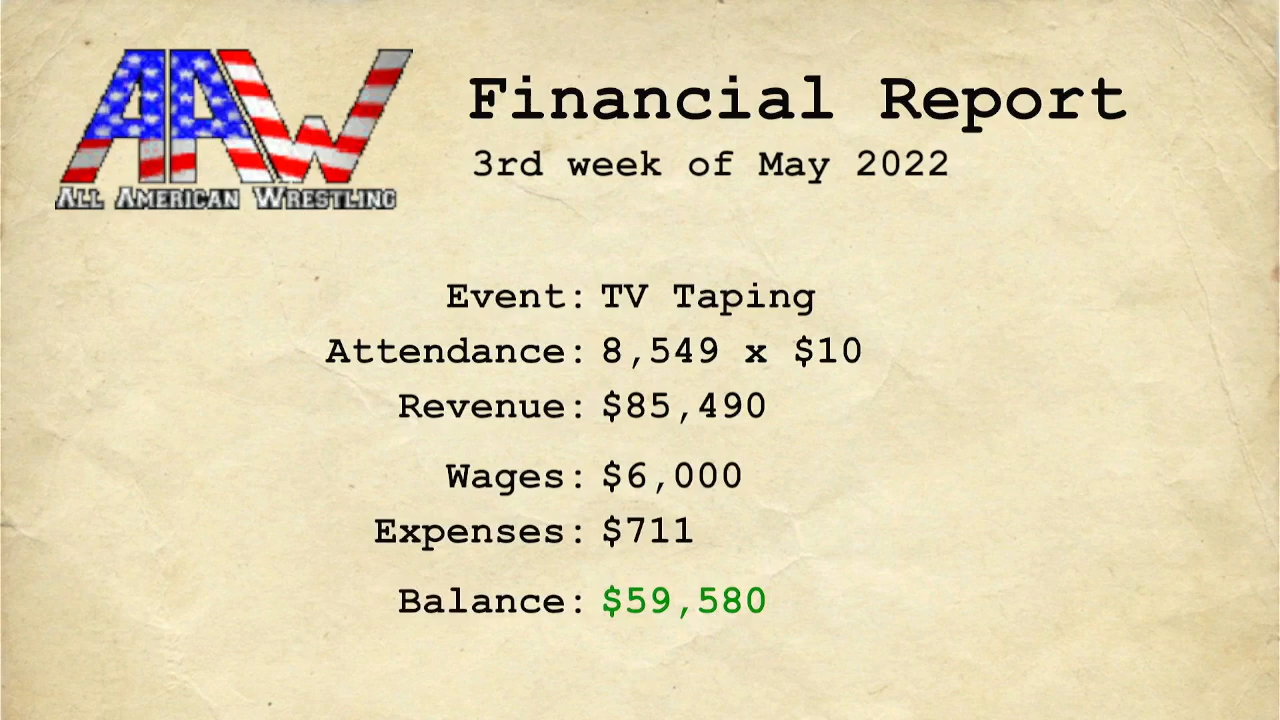 AAW
ALL AMERICAN WRESTLING
Financial Report
3rd week of May 2022
Event: TV Taping
Attendance: 8,549 x $10
Revenue: $85,490
Wages: $6,000
Expenses: $711
Balance: $59,580